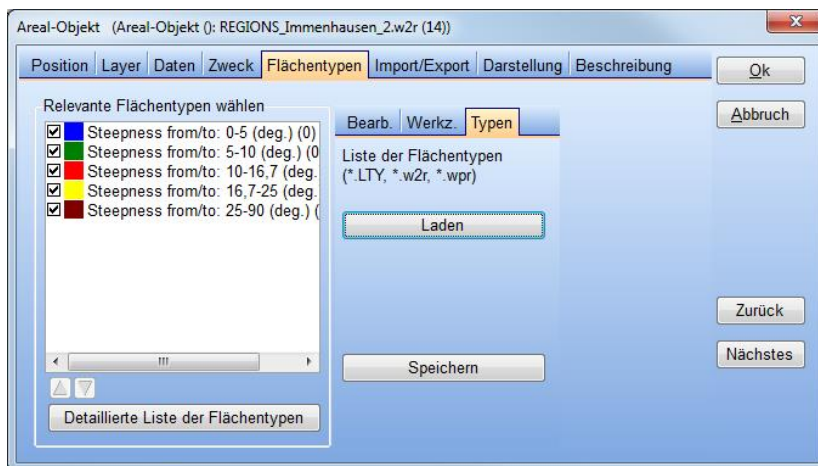 Areal-Objekt (Areal-Objekt (): REGIONS_Immenhausen_2.w2r (14))
Position Layer Daten Zweck Flächentypen Import/Export Darstellung Beschreibung
Ok
Abbruch
Relevante Flächentypen wählen
Steepness from/to: 0-5 (deg.) (0)
Steepness from/to: 5-10 (deg.) (0
Steepness from/to: 10-16,7 (deg.
Steepness from/to: 16,7-25 (deg.
Steepness from/to: 25-90 (deg.) (
Bearb. Werkz. Typen
Liste der Flächentypen
(*.LTY, *.w2r, *.wpr)
Laden
Speichern
Zurück
Nächstes
Detaillierte Liste der Flächentypen